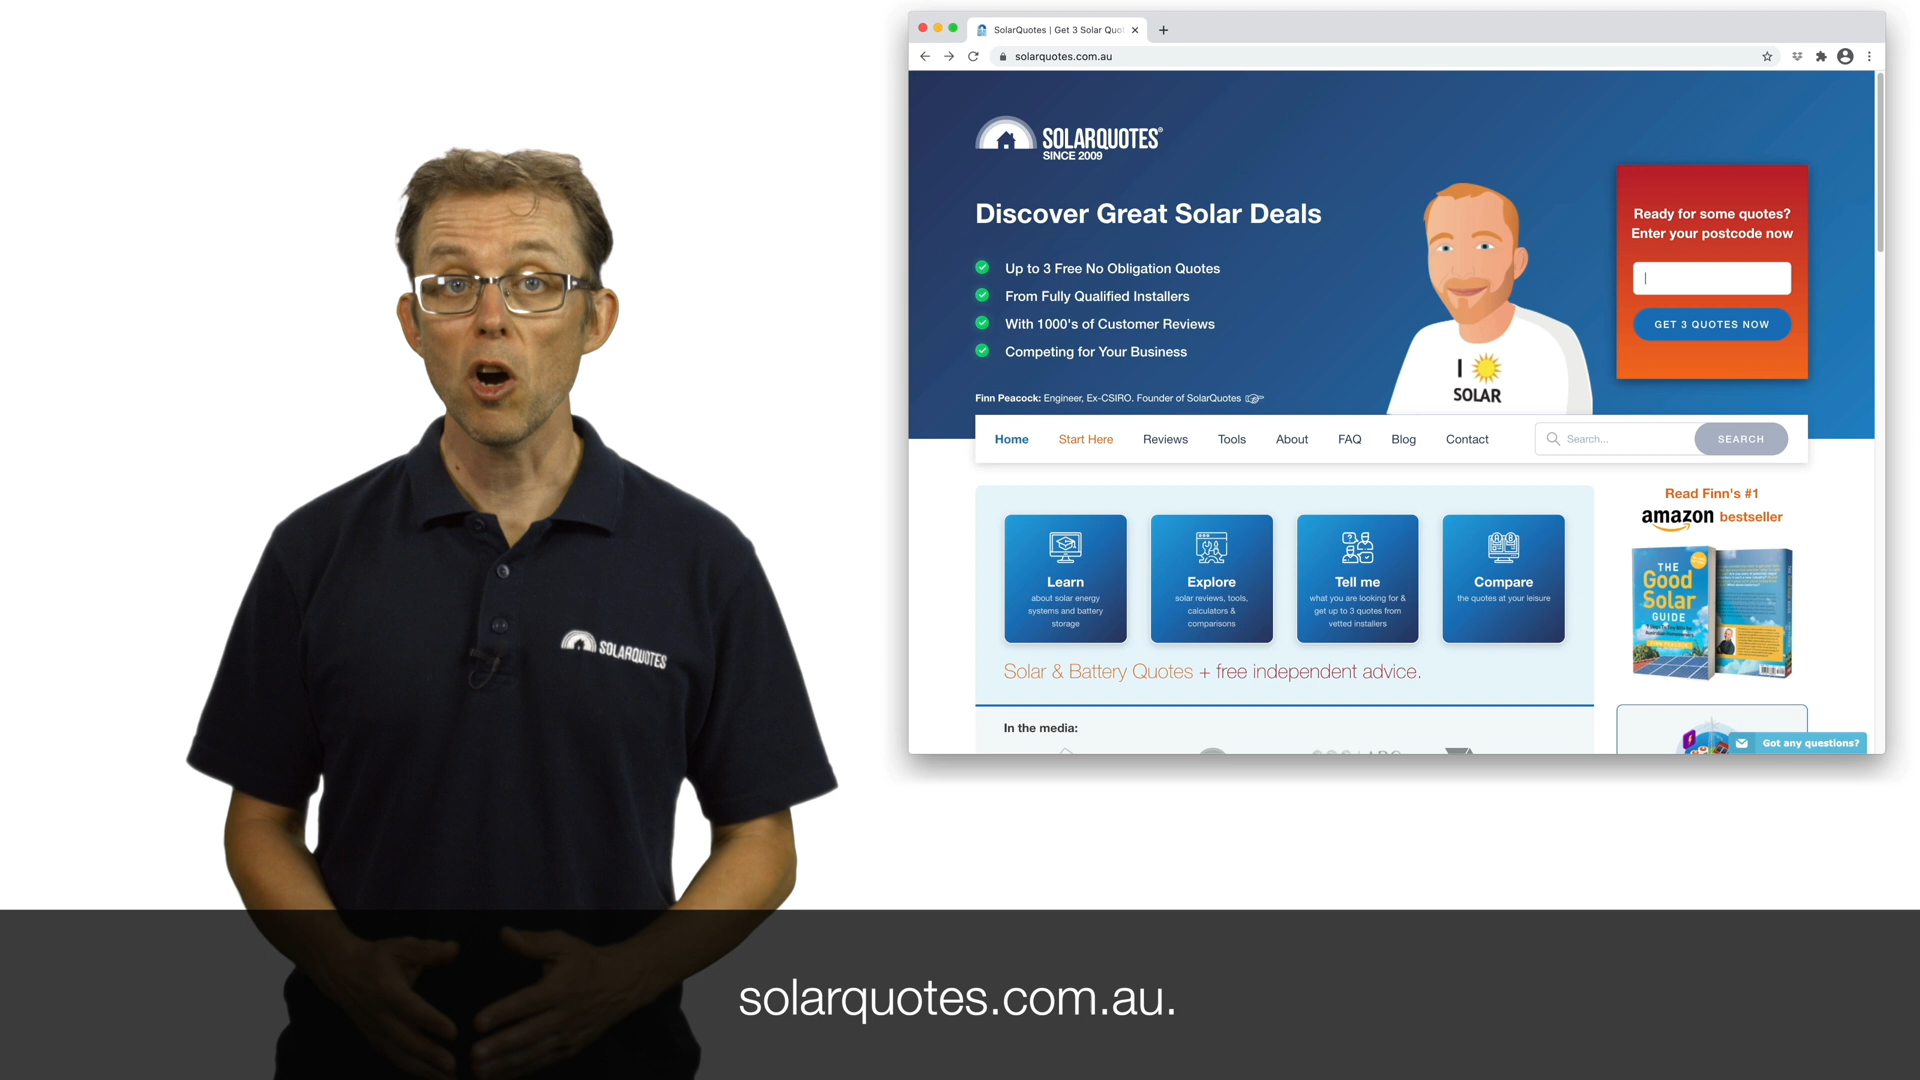 SolarQuotes | Get 3 Solar Quo
solarquotes.com.au
SOLARQUOTES®
SINCE 2009
Discover Great Solar Deals
Up to 3 Free No Obligation Quotes
From Fully Qualified Installers
With 1000's of Customer Reviews
Competing for Your Business
Finn Peacock: Engineer, Ex-CSIRO. Founder of SolarQuotes
I
SOLAR
Ready for some quotes?
Enter your postcode now
GET 3 QUOTES NOW
Home Start Here Reviews Tools About FAQ Blog Contact Search... SEARCH
Learn
about solar energy
systems and battery
storage
Explore
solar reviews, tools,
calculators &
comparisons
Tell me
what you are looking for &
get up to 3 quotes from
vetted installers
Compare
the quotes at your leisure
Solar & Battery Quotes + free independent advice.
In the media:
Read Finn's #1
amazon bestseller
THE
Good
Solar
GUIDE
FINN PEACOCK
Got any questions?
SOLARQUOTES
solarquotes.com.au.